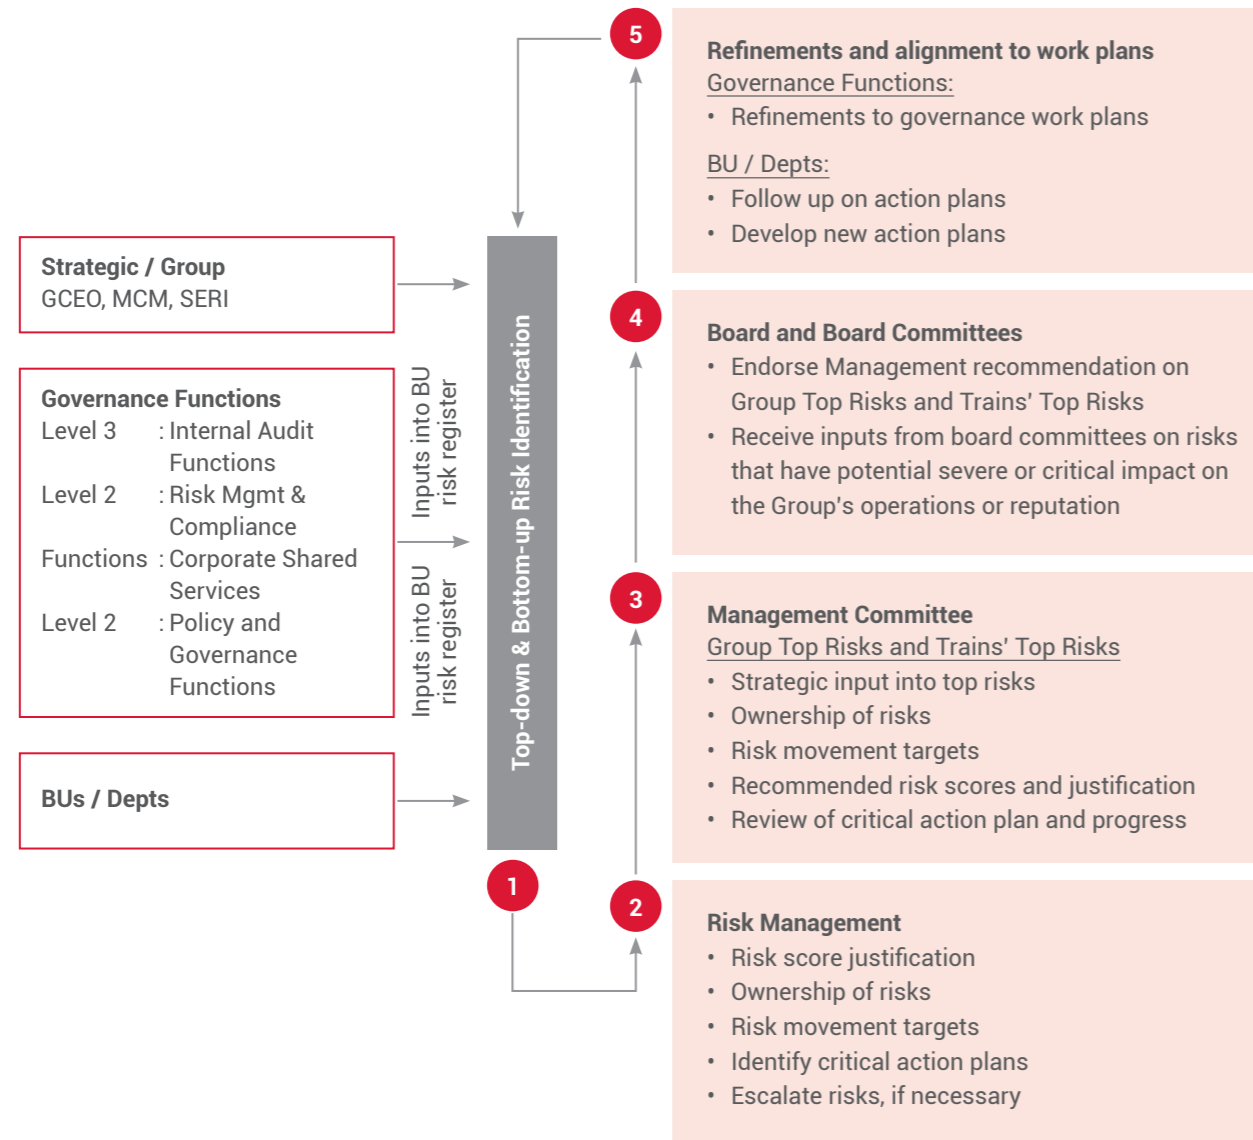 Strategic / Group
GCEO, MCM, SERI
Governance Functions
Level 3 : Internal Audit
Functions
Level 2 : Risk Mgmt &
Compliance
Functions : Corporate Shared
Services
Level 2 : Policy and
Governance
Functions
BUs / Depts
Inputs into BU
risk register
Inputs into BU
risk register
Top-down & Bottom-up Risk Identification
1
2
Risk Management
• Risk score justification
• Ownership of risks
• Risk movement targets
• Identify critical action plans
• Escalate risks, if necessary
3
Management Committee
Group Top Risks and Trains' Top Risks
• Strategic input into top risks
• Ownership of risks
• Risk movement targets
• Recommended risk scores and justification
• Review of critical action plan and progress
4
Board and Board Committees
• Endorse Management recommendation on
Group Top Risks and Trains' Top Risks
• Receive inputs from board committees on risks
that have potential severe or critical impact on
the Group's operations or reputation
5
Refinements and alignment to work plans
Governance Functions:
• Refinements to governance work plans
BU / Depts:
• Follow up on action plans
• Develop new action plans